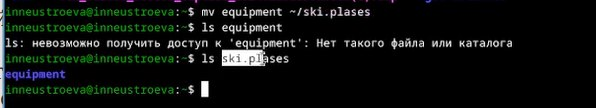 inneustroeva@inneustroeva:~$ mv equipment ~/ski.plases
inneustroeva@inneustroeva:~$ ls equipment
ls: невозможно получить доступ к 'equipment': Нет такого файла или каталога
inneustroeva@inneustroeva:~$ ls ski.plases
equipment
inneustroeva@inneustroeva:~$